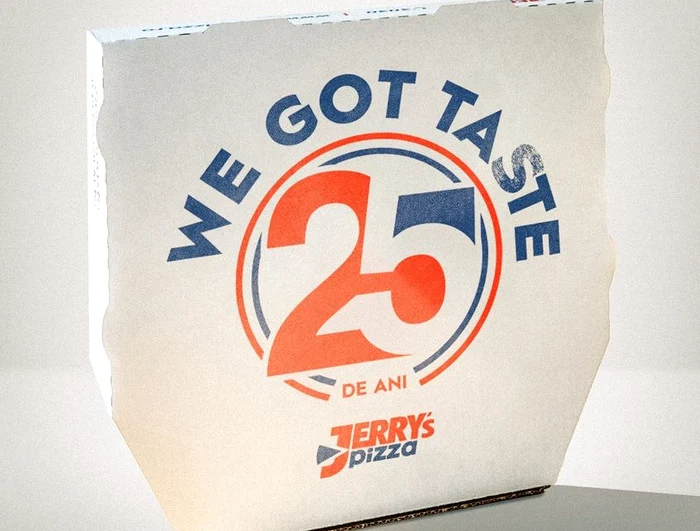 WE GOT TASTE
25
DE ANI
JERRY's
pizza